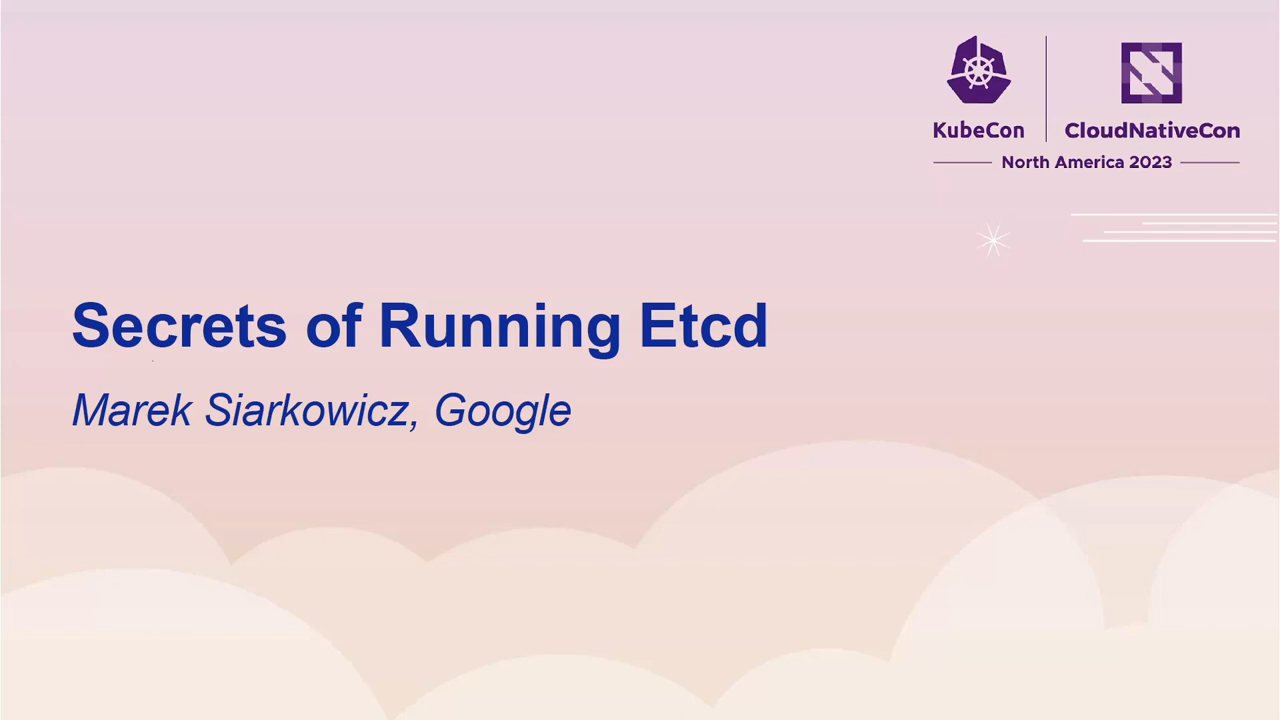 KubeCon
CloudNativeCon
North America 2023
Secrets of Running Etcd
Marek Siarkowicz, Google